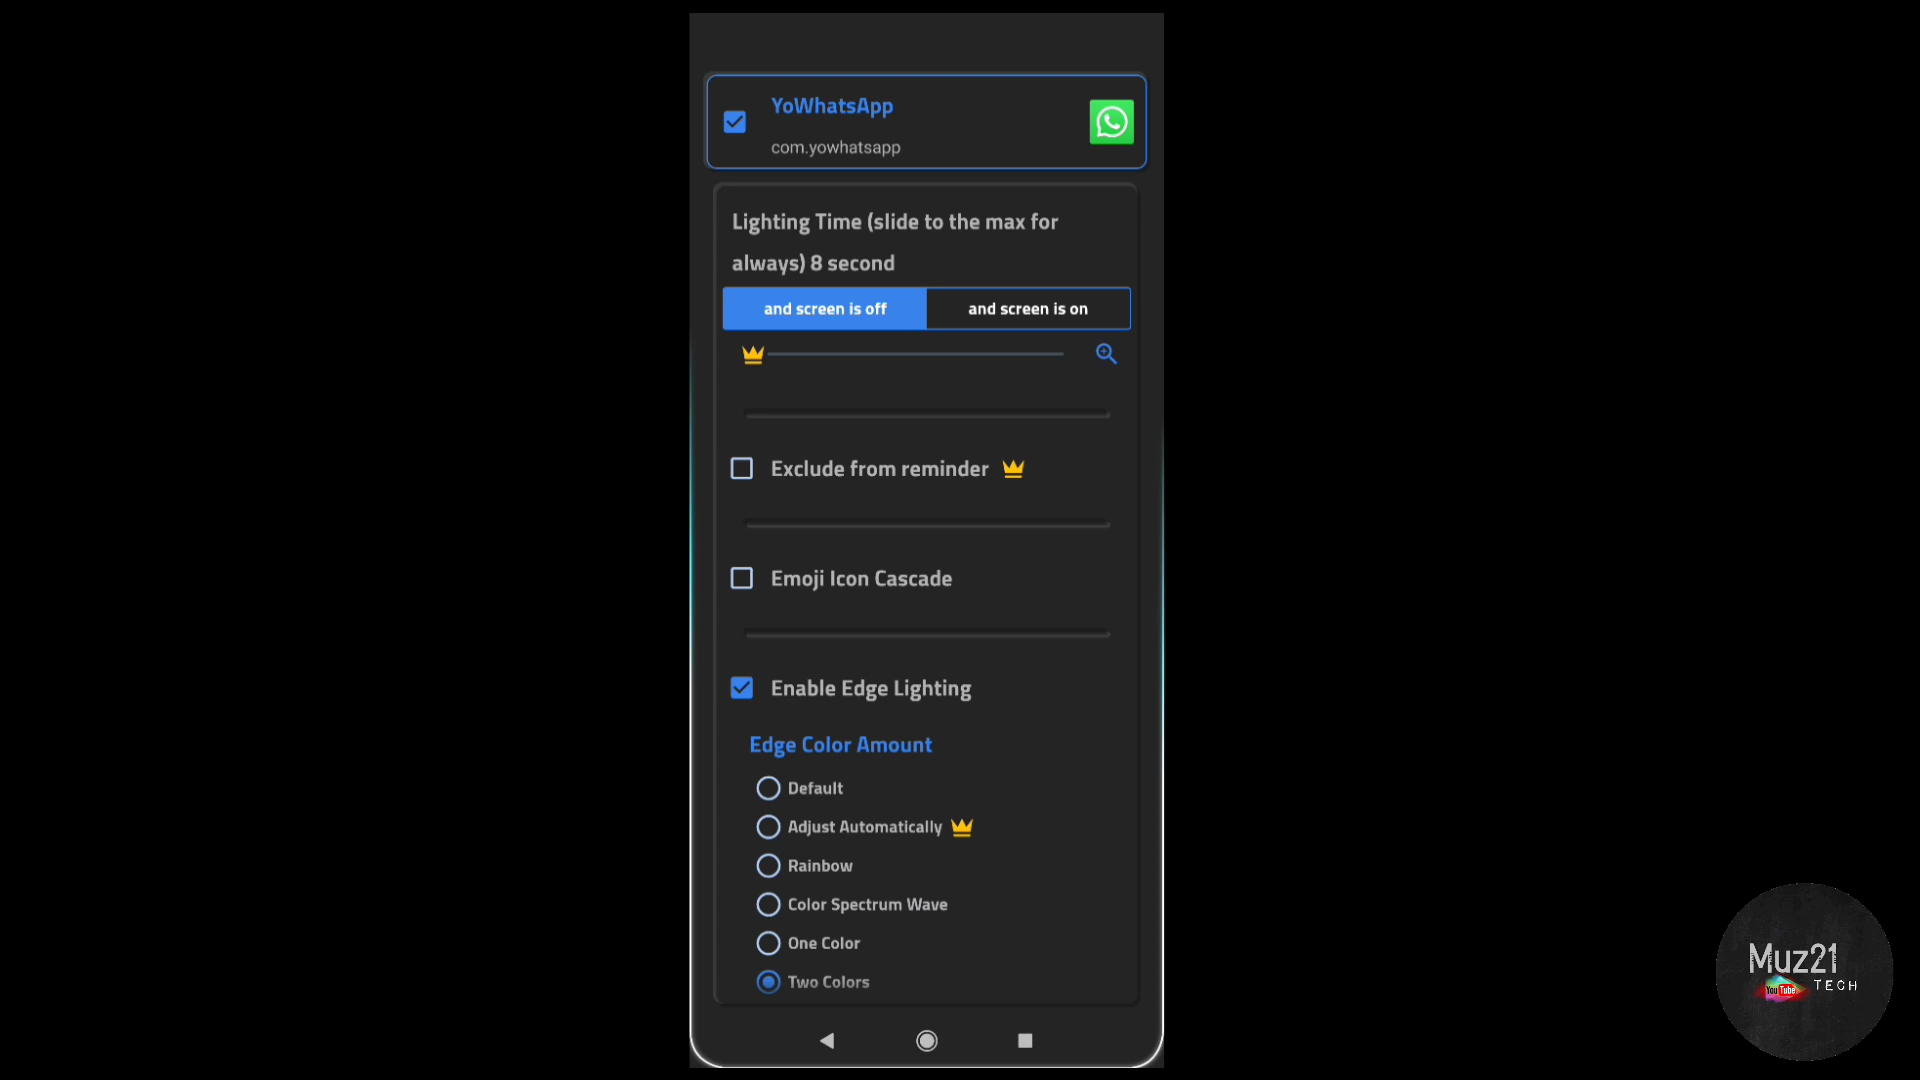 YoWhatsApp
com.yowhatsapp
Lighting Time (slide to the max for
always) 8 second
and screen is off
and screen is on
Exclude from reminder
Emoji Icon Cascade
Enable Edge Lighting
Edge Color Amount
Default
Adjust Automatically
Rainbow
Color Spectrum Wave
One Color
Two Colors
Muz21
YouTube TECH